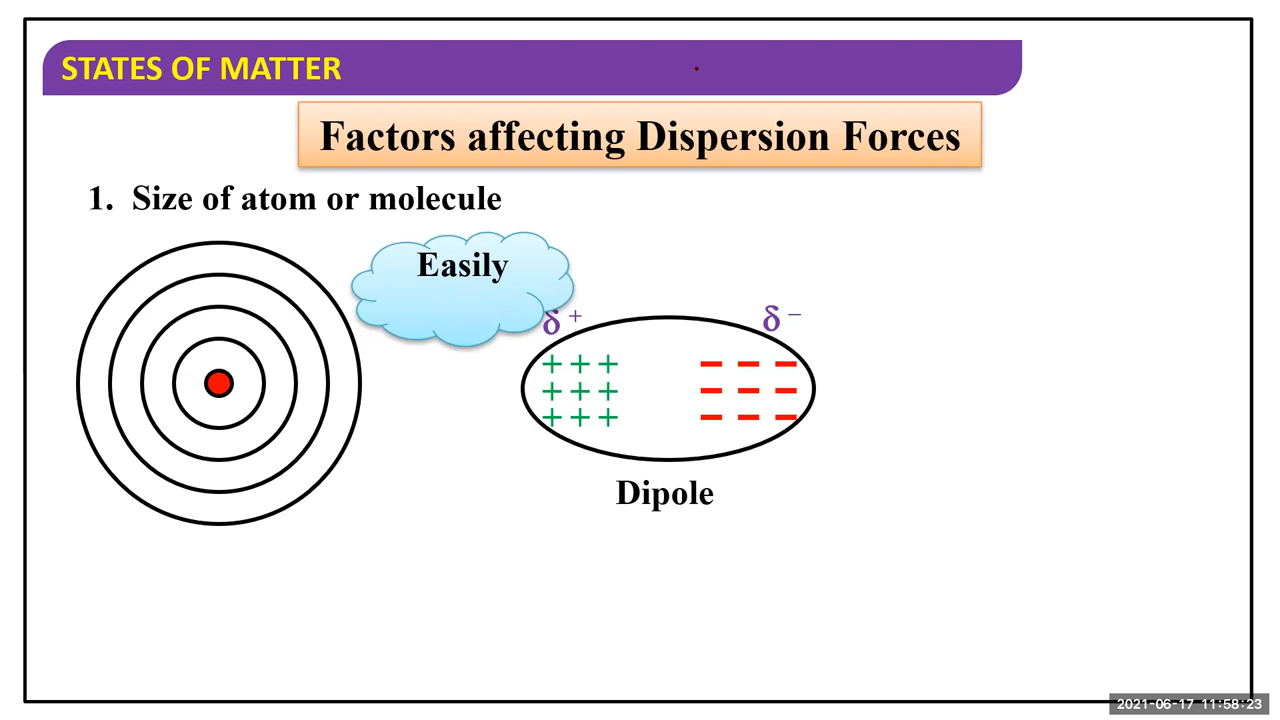 STATES OF MATTER
Factors affecting Dispersion Forces
1. Size of atom or molecule
Easily
δ + δ −
+ + + − − −
+ + + − − −
+ + + − − −
Dipole
2021-06-17 11:58:23